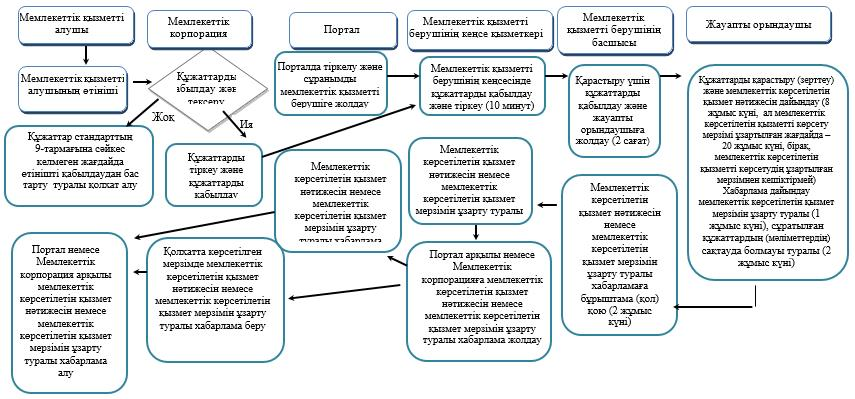 Мемлекеттік қызметті
алушы
Мемлекеттік
корпорация
Портал
Мемлекеттік қызметті
берушінің кеңсе қызметкері
Мемлекеттік
қызметті берушінің
басшысы
Жауапты орындаушы
Мемлекеттік қызметті
алушының өтініші
Құжаттарды
қабылдау және
тексеру
Жоқ
Ия
Порталда тіркелу және
сұранымды
мемлекеттік қызметті
берушіге жолдау
Мемлекеттік қызметті
берушінің кеңсесінде
құжаттарды қабылдау
және тіркеу (10 минут)
Қарастыру үшін
құжаттарды
қабылдау және
жауапты
орындаушыға
жолдау (2 сағат)
Құжаттарды қарастыру (зерттеу)
және мемлекеттік көрсетілетін
қызмет нәтижесін дайындау (8
жұмыс күні, ал мемлекеттік
көрсетілетін қызметті көрсету
мерзімі ұзартылған жағдайда –
20 жұмыс күні, бірақ,
мемлекеттік көрсетілетін
қызметті көрсетудің ұзартылған
мерзімнен кешіктірмей)
Хабарлама дайындау
мемлекеттік көрсетілетін қызмет
мерзімін ұзарту туралы (1
жұмыс күні), сұратылған
құжаттардың (мәліметтердің)
сақтауда болмауы туралы (2
жұмыс күні)
Құжаттар стандарттың
9-тармағына сәйкес
келмеген жағдайда
өтінішті қабылдаудан бас
тарту туралы қолхат алу
Құжаттарды
тіркеу және
құжаттарды
қабылдау
Мемлекеттік
көрсетілетін қызмет
нәтижесін немесе
мемлекеттік
көрсетілетін қызмет
мерзімін ұзарту
туралы хабарлама
Мемлекеттік
көрсетілетін қызмет
нәтижесін немесе
мемлекеттік
көрсетілетін қызмет
мерзімін ұзарту туралы
Мемлекеттік
көрсетілетін
қызмет нәтижесін
немесе
мемлекеттік
көрсетілетін
қызмет мерзімін
ұзарту туралы
хабарламаға
бұрыштама (қол)
қою (2 жұмыс
күні)
Портал немесе
Мемлекеттік
корпорация арқылы
мемлекеттік
көрсетілетін қызмет
нәтижесін немесе
мемлекеттік
көрсетілетін қызмет
мерзімін ұзарту
туралы хабарлама
алу
Қолхатта көрсетілген
мерзімде мемлекеттік
көрсетілетін қызмет
нәтижесін немесе
мемлекеттік көрсетілетін
қызмет мерзімін ұзарту
туралы хабарлама беру
Портал арқылы немесе
Мемлекеттік
корпорацияға мемлекеттік
көрсетілетін қызмет
нәтижесін немесе
мемлекеттік көрсетілетін
қызмет мерзімін ұзарту
туралы хабарлама жолдау